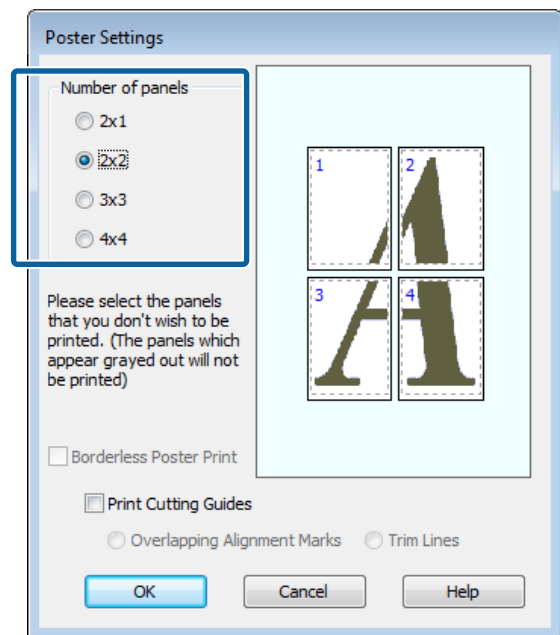 Poster Settings
Number of panels
2x1
2x2
3x3
4x4
1
2
3
4
Please select the panels
that you don't wish to be
printed. (The panels which
appear grayed out will not
be printed)
Borderless Poster Print
Print Cutting Guides
Overlapping Alignment Marks
Trim Lines
OK
Cancel
Help